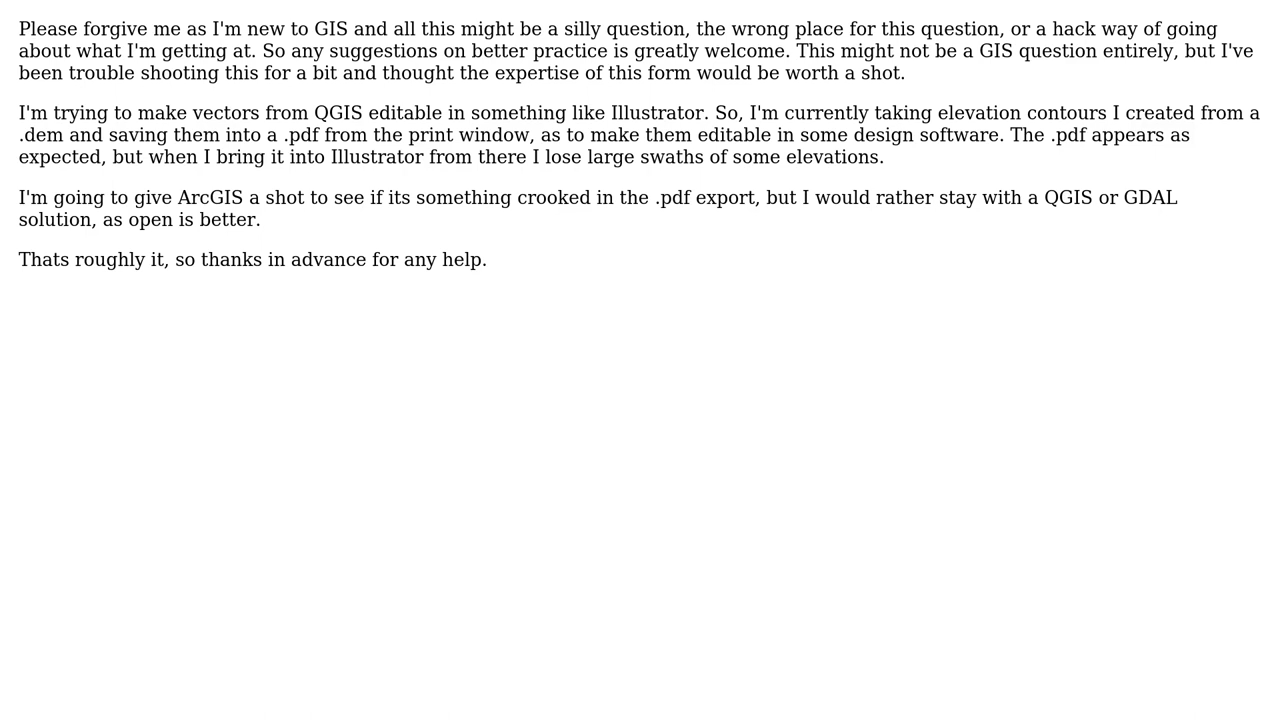 Please forgive me as I'm new to GIS and all this might be a silly question, the wrong place for this question, or a hack way of going
about what I'm getting at. So any suggestions on better practice is greatly welcome. This might not be a GIS question entirely, but I've
been trouble shooting this for a bit and thought the expertise of this form would be worth a shot.
I'm trying to make vectors from QGIS editable in something like Illustrator. So, I'm currently taking elevation contours I created from a
.dem and saving them into a .pdf from the print window, as to make them editable in some design software. The .pdf appears as
expected, but when I bring it into Illustrator from there I lose large swaths of some elevations.
I'm going to give ArcGIS a shot to see if its something crooked in the .pdf export, but I would rather stay with a QGIS or GDAL
solution, as open is better.
Thats roughly it, so thanks in advance for any help.